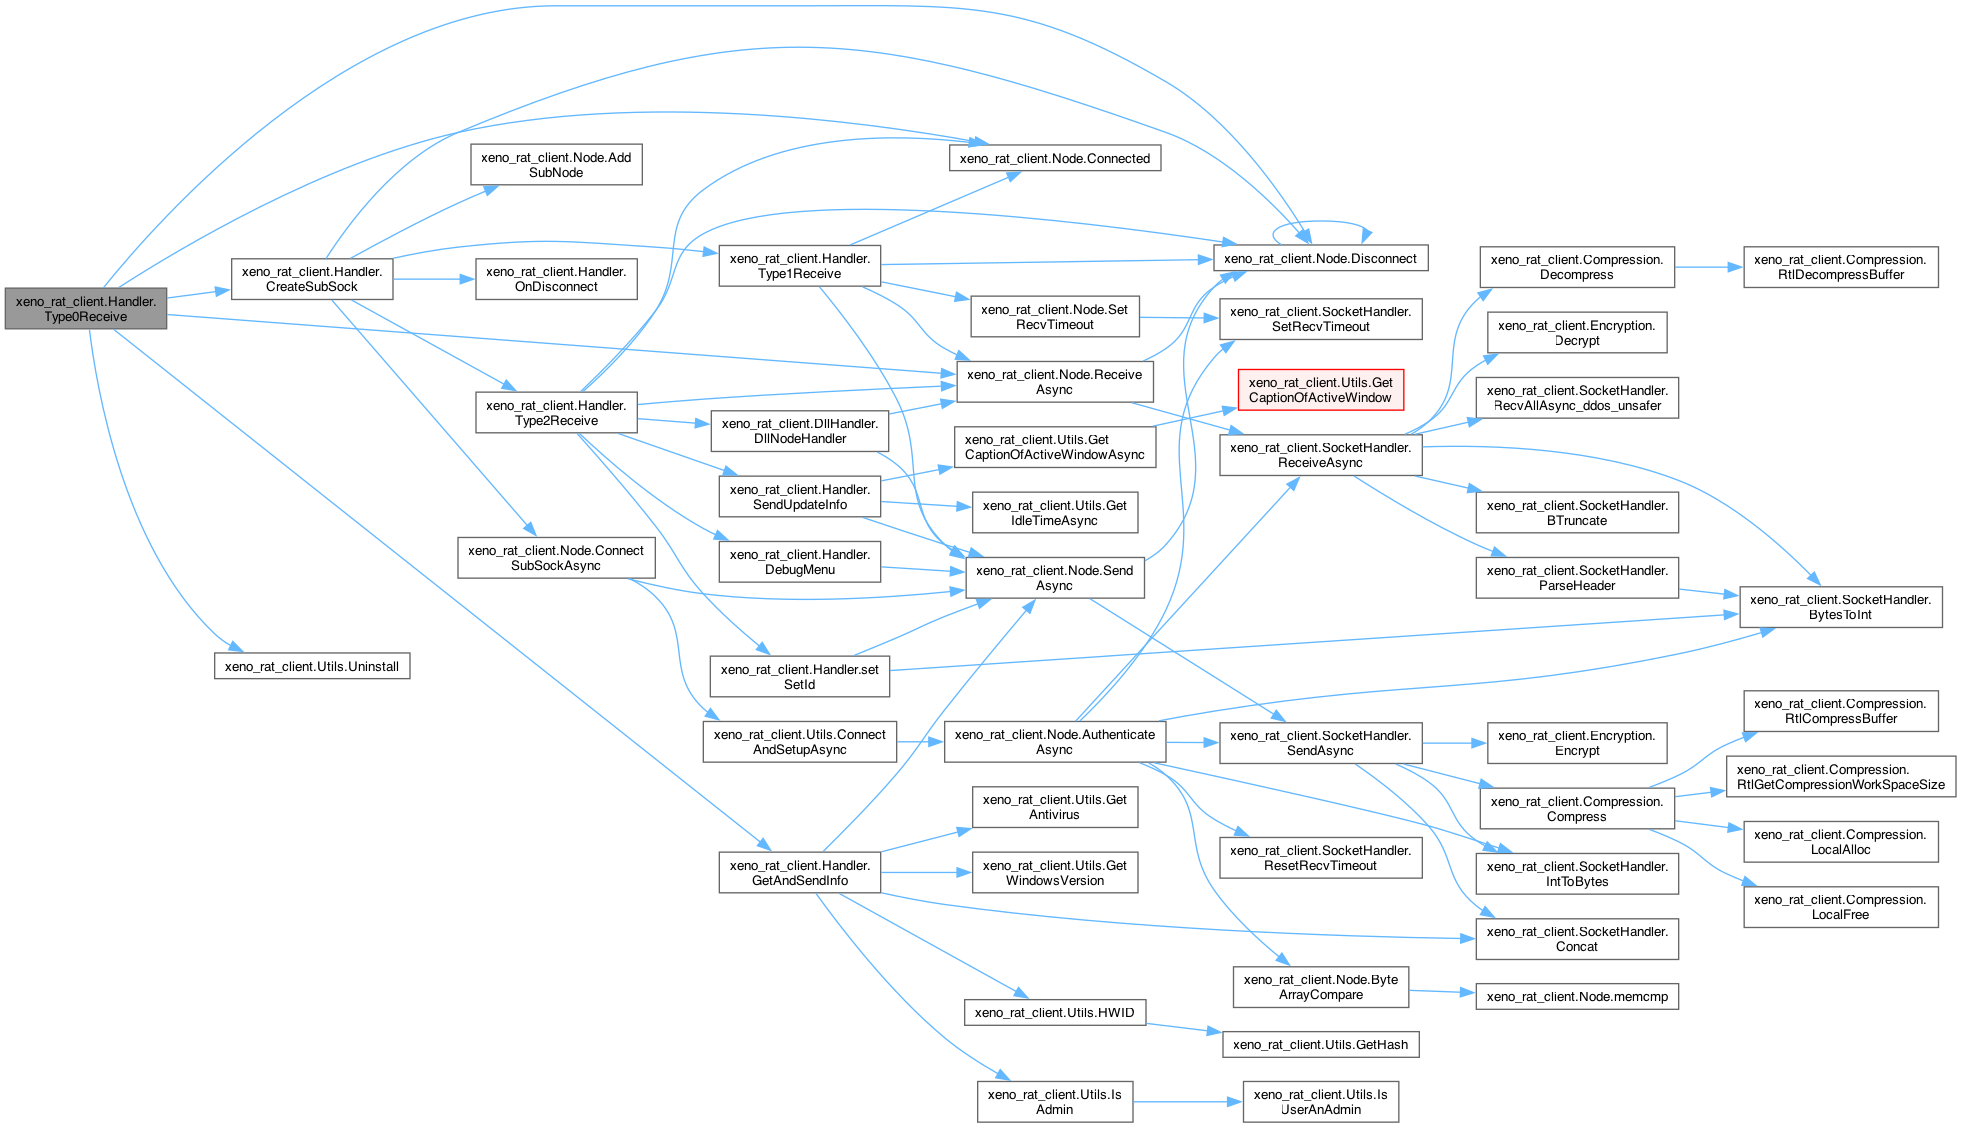 xeno_rat_client.Handler.
Type0Receive
xeno_rat_client.Handler.
CreateSubSock
xeno_rat_client.Utils.Uninstall
xeno_rat_client.Node.Add
SubNode
xeno_rat_client.Handler.
OnDisconnect
xeno_rat_client.Handler.
Type2Receive
xeno_rat_client.Node.Connect
SubSockAsync
xeno_rat_client.Handler.
Type1Receive
xeno_rat_client.DllHandler.
DllNodeHandler
xeno_rat_client.Handler.
SendUpdateInfo
xeno_rat_client.Handler.
DebugMenu
xeno_rat_client.Handler.set
SetId
xeno_rat_client.Utils.Connect
AndSetupAsync
xeno_rat_client.Handler.
GetAndSendInfo
xeno_rat_client.Node.Connected
xeno_rat_client.Node.Set
RecvTimeout
xeno_rat_client.Node.Receive
Async
xeno_rat_client.Utils.Get
CaptionOfActiveWindowAsync
xeno_rat_client.Utils.Get
IdleTimeAsync
xeno_rat_client.Node.Send
Async
xeno_rat_client.Node.Authenticate
Async
xeno_rat_client.Utils.Get
Antivirus
xeno_rat_client.Utils.Get
WindowsVersion
xeno_rat_client.Utils.HWID
xeno_rat_client.Utils.Is
Admin
xeno_rat_client.Node.Disconnect
xeno_rat_client.SocketHandler.
SetRecvTimeout
xeno_rat_client.Utils.Get
CaptionOfActiveWindow
xeno_rat_client.SocketHandler.
ReceiveAsync
xeno_rat_client.SocketHandler.
SendAsync
xeno_rat_client.SocketHandler.
ResetRecvTimeout
xeno_rat_client.Node.Byte
ArrayCompare
xeno_rat_client.Utils.GetHash
xeno_rat_client.Utils.Is
UserAnAdmin
xeno_rat_client.Compression.
Decompress
xeno_rat_client.Encryption.
Decrypt
xeno_rat_client.SocketHandler.
RecvAllAsync_ddos_unsafer
xeno_rat_client.SocketHandler.
BTruncate
xeno_rat_client.SocketHandler.
ParseHeader
xeno_rat_client.Encryption.
Encrypt
xeno_rat_client.Compression.
Compress
xeno_rat_client.SocketHandler.
IntToBytes
xeno_rat_client.SocketHandler.
Concat
xeno_rat_client.Node.memcmp
xeno_rat_client.Compression.
RtlDecompressBuffer
xeno_rat_client.SocketHandler.
BytesToInt
xeno_rat_client.Compression.
RtlCompressBuffer
xeno_rat_client.Compression.
RtlGetCompressionWorkSpaceSize
xeno_rat_client.Compression.
LocalAlloc
xeno_rat_client.Compression.
LocalFree